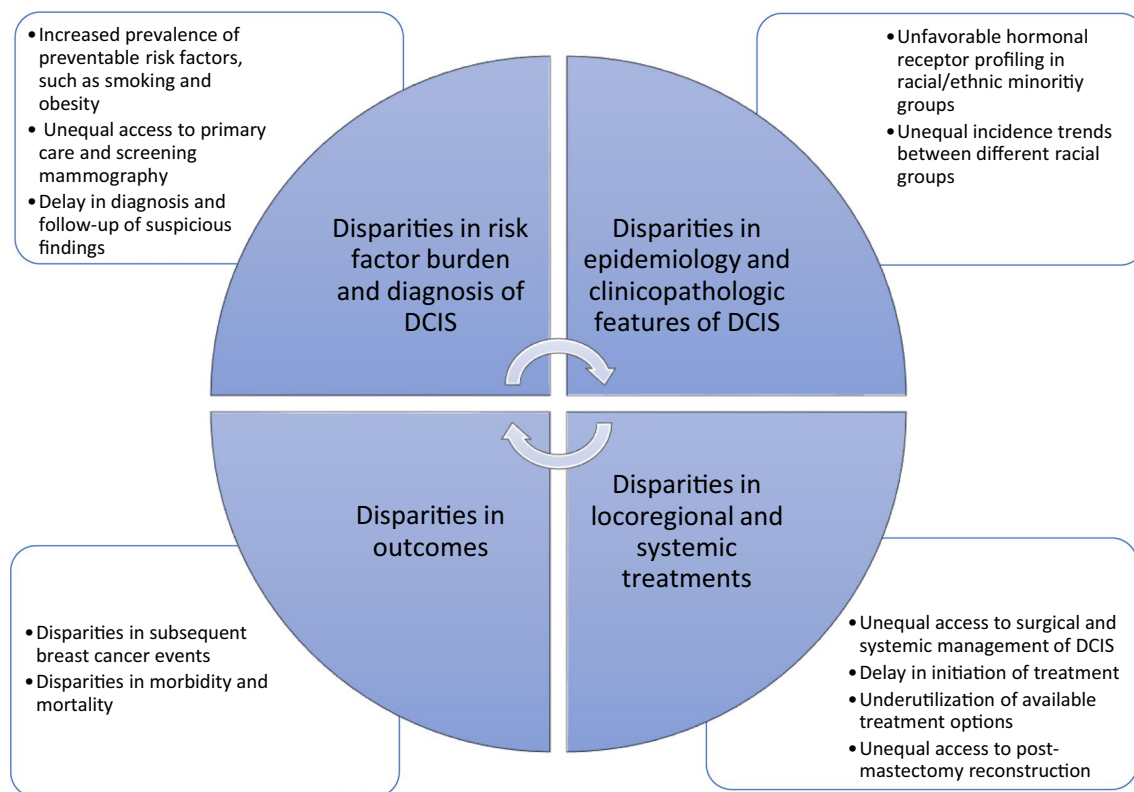 •Increased prevalence of
preventable risk factors,
such as smoking and
obesity
• Unequal access to primary
care and screening
mammography
•Delay in diagnosis and
follow-up of suspicious
findings
•Unfavorable hormonal
receptor profiling in
racial/ethnic minoritiy
groups
•Unequal incidence trends
between different racial
groups
Disparities in risk
factor burden
and diagnosis of
DCIS
Disparities in
epidemiology and
clinicopathologic
features of DCIS
Disparities in
outcomes
Disparities in
locoregional and
systemic
treatments
•Disparities in subsequent
breast cancer events
•Disparities in morbidity and
mortality
•Unequal access to surgical and
systemic management of DCIS
•Delay in initiation of treatment
•Underutilization of available
treatment options
•Unequal access to post-
mastectomy reconstruction